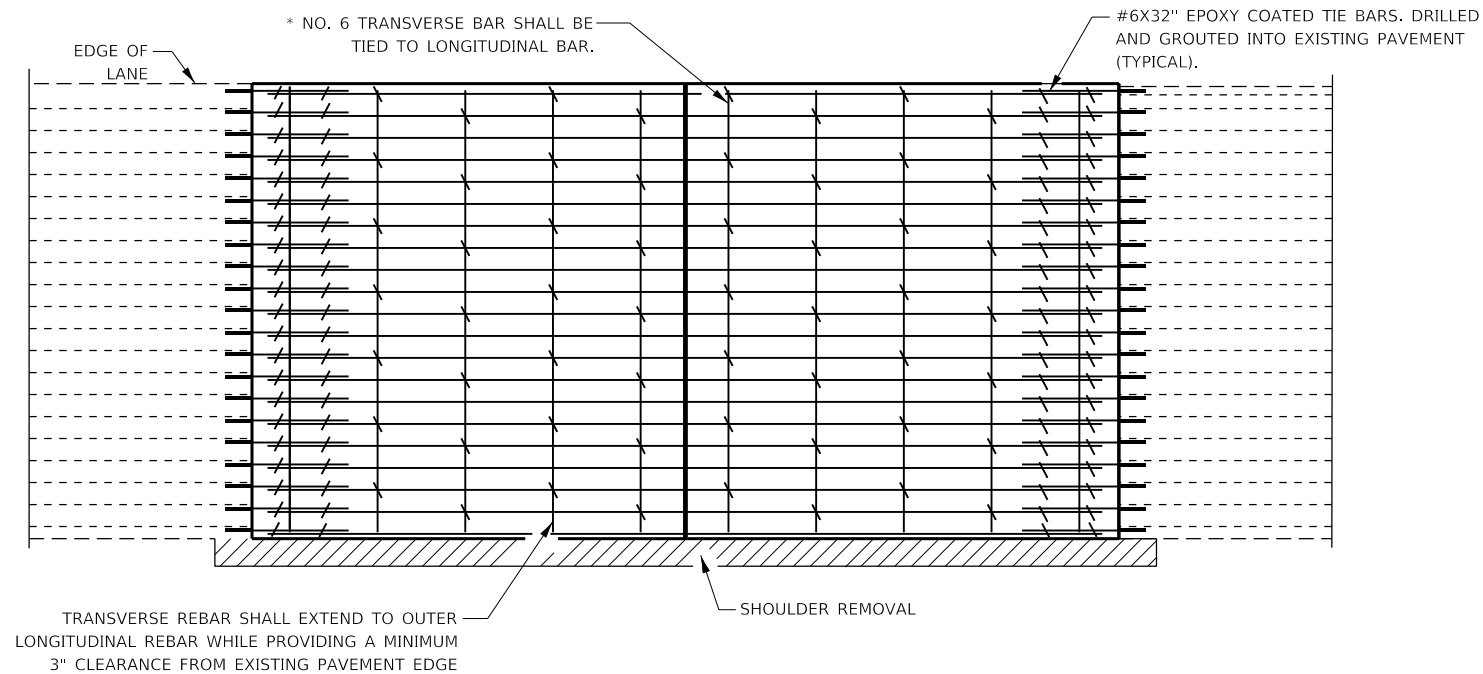 * NO. 6 TRANSVERSE BAR SHALL BE
TIED TO LONGITUDINAL BAR.
#6X32" EPOXY COATED TIE BARS. DRILLED
AND GROUTED INTO EXISTING PAVEMENT
(TYPICAL).
EDGE OF
LANE
TRANSVERSE REBAR SHALL EXTEND TO OUTER
LONGITUDINAL REBAR WHILE PROVIDING A MINIMUM
3" CLEARANCE FROM EXISTING PAVEMENT EDGE
SHOULDER REMOVAL